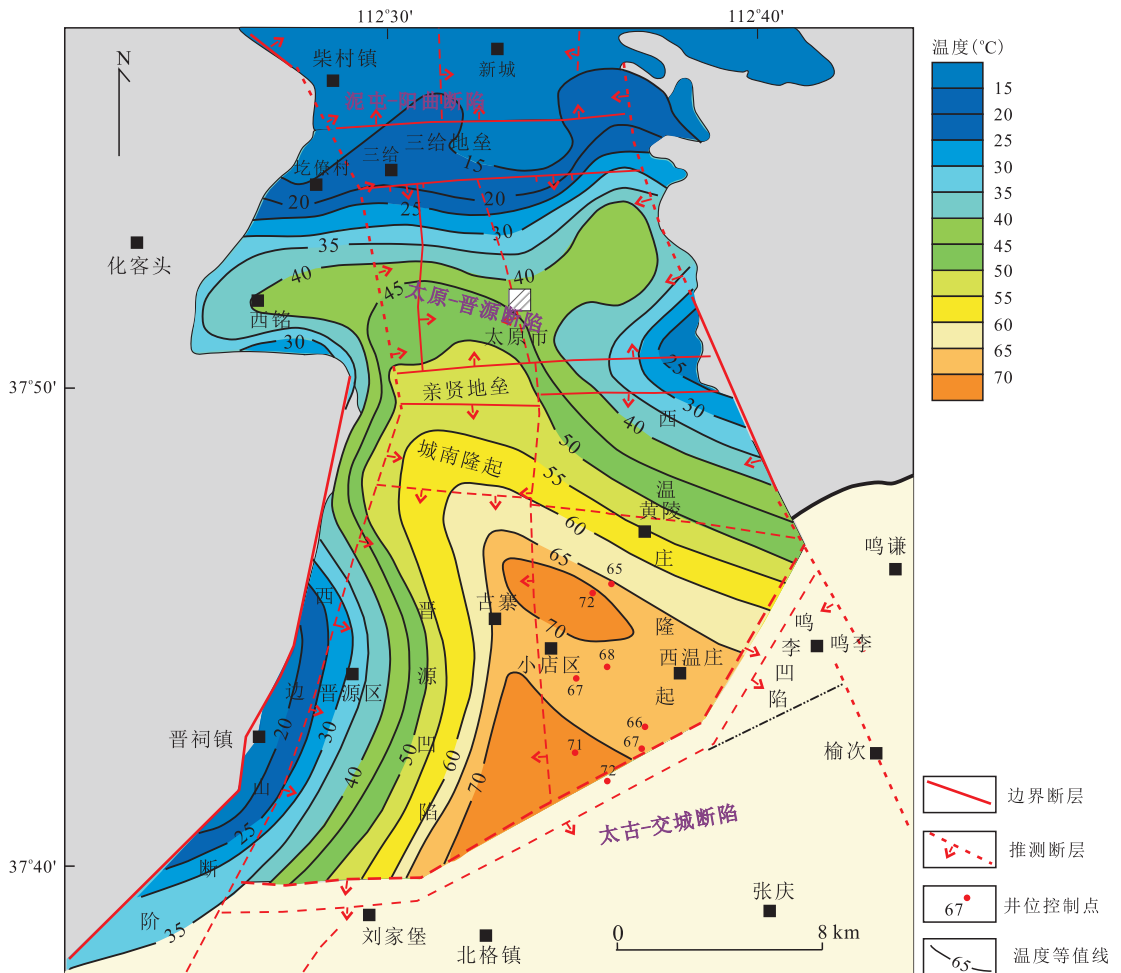 112°30′
112°40′
温度(℃)
N
柴村镇
新城
15
20
25
30
35
40
45
50
55
60
65
70
泥屯-阳曲断陷
三给地垒
三给
15
圪僚村
20
25
20
30
化客头
35
40
40
45
太原-晋源断陷
西铭
太原市
30
25
37°50′
亲贤地垒
30
40
西
50
城南隆起
55
温
黄陵
60
庄
65
65
72
鸣谦
西
晋
古寨
70
隆
鸣
李
鸣李
小店区
68
西温庄
凹
67
起
陷
边
晋源区
源
20
30
66
67
晋祠镇
凹
71
72
榆次
50
60
70
40
山
陷
25
太古-交城断陷
37°40′
断
阶
35
刘家堡
北格镇
张庆
0
8 km
边界断层
推测断层
67
井位控制点
65
温度等值线